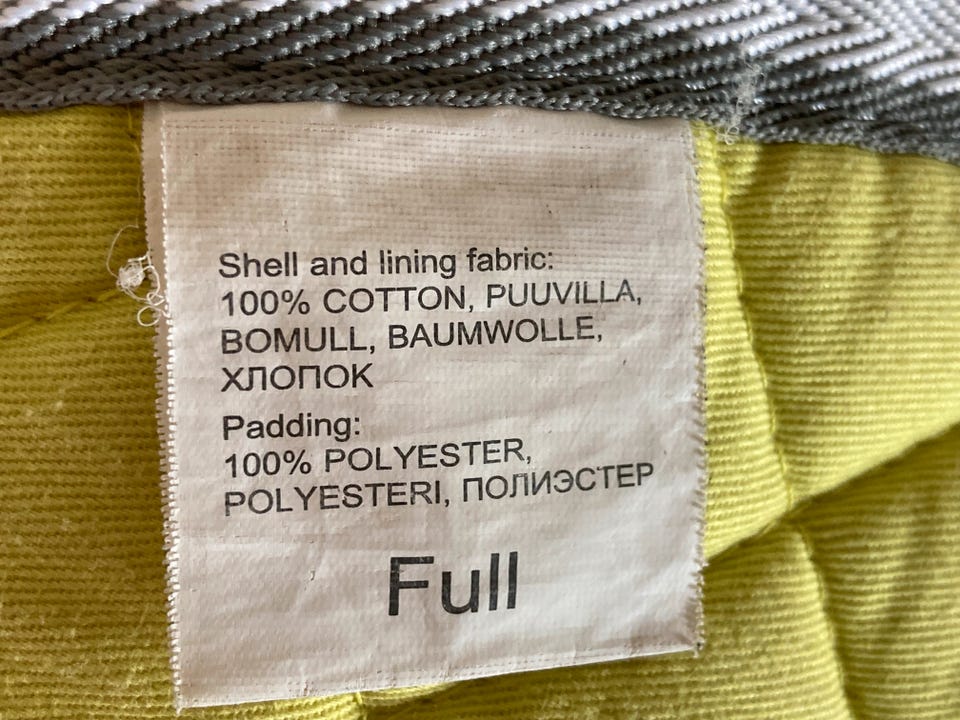 Shell and lining fabric:
100% COTTON, PUUVILLA,
BOMULL, BAUMWOLLE,
ХЛОПОК
Padding:
100% POLYESTER,
POLYESTERI, ПОЛИЭСТЕР
Full